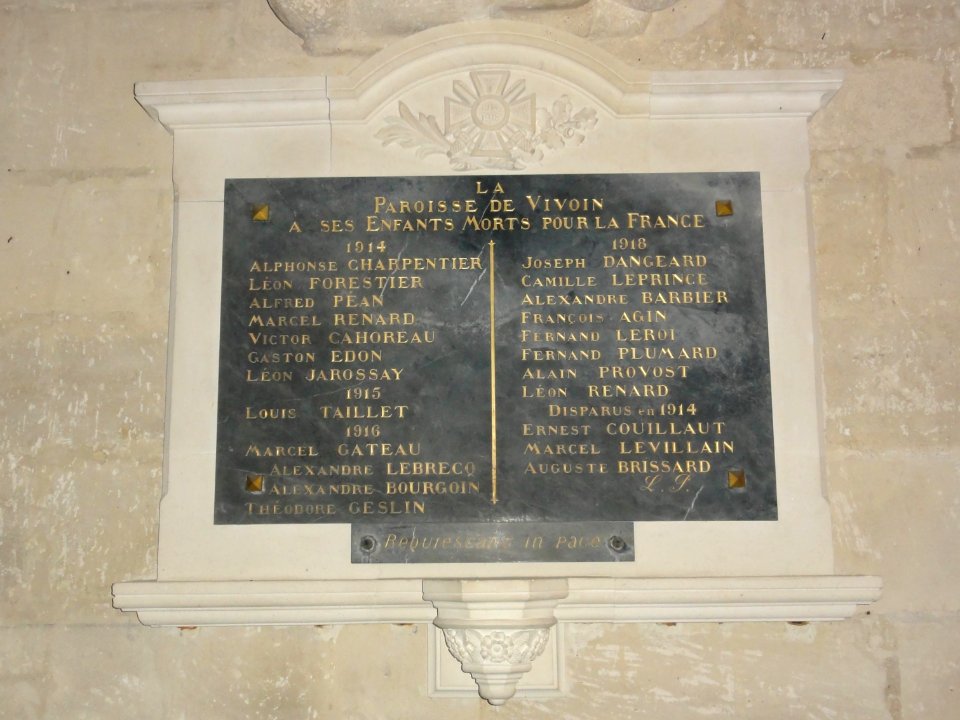 LA
PAROISSE DE VIVOIN
A SES ENFANTS MORTS POUR LA FRANCE
1914
ALPHONSE CHARPENTIER
LÉON FORESTIER
ALFRED PÉAN
MARCEL RENARD
VICTOR CAHOREAU
GASTON EDON
LÉON JAROSSAY
1915
LOUIS TAILLET
1916
MARCEL GATEAU
ALEXANDRE LEBRECQ
ALEXANDRE BOURGOIN
THÉODORE GESLIN
1918
JOSEPH DANGEARD
CAMILLE LEPRINCE
ALEXANDRE BARBIER
FRANÇOIS AGIN
FERNAND LEROI
FERNAND PLUMARD
ALAIN PROVOST
LÉON RENARD
DISPARUS en 1914
ERNEST COUILLAUT
MARCEL LEVILLAIN
AUGUSTE BRISSARD
in pace